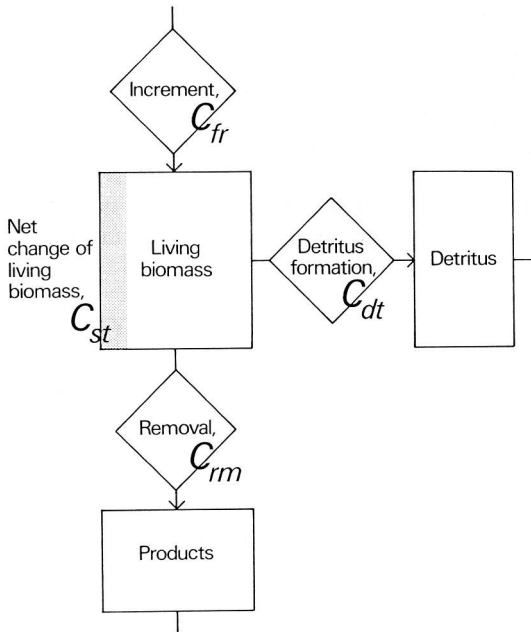 Increment,
C_fr
Net
change of
living
biomass,
C_st
Living
biomass
Detritus
formation,
C_dt
Detritus
Removal,
C_rm
Products